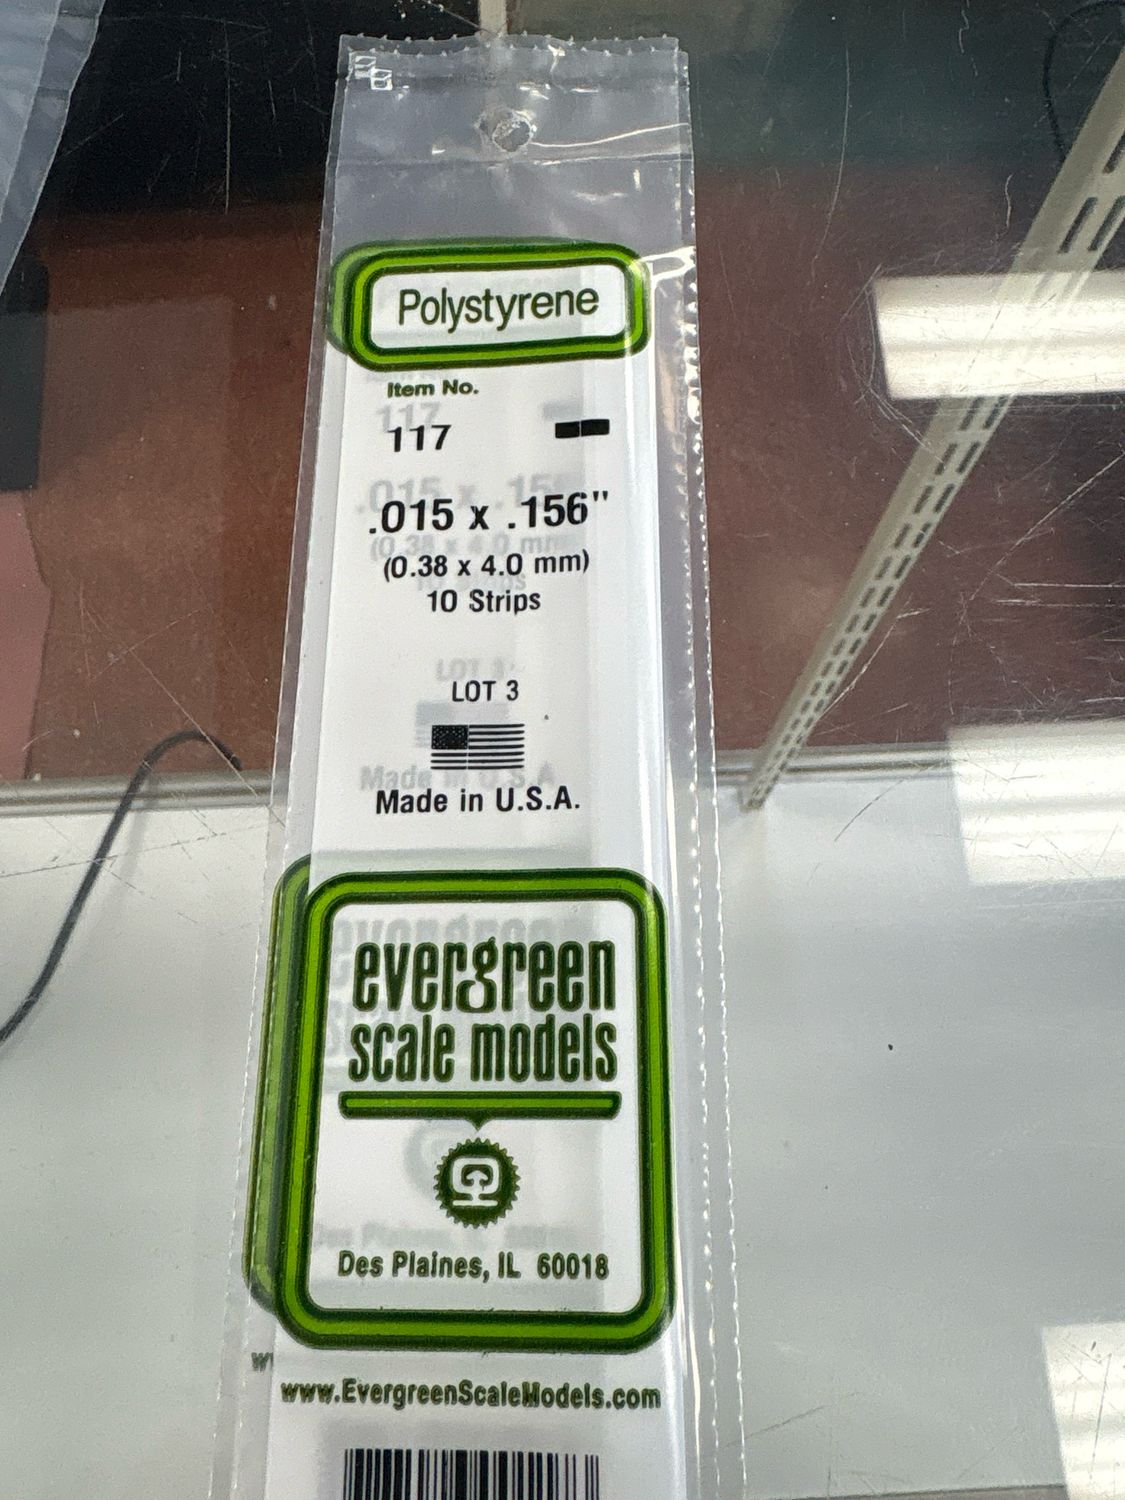 Polystyrene
Item No.
117
.015 x .156"
(0.38 x 4.0 mm)
10 Strips
LOT 3
Made in U.S.A.
evergreen
scale models
Des Plaines, IL 60018
www.EvergreenScaleModels.com